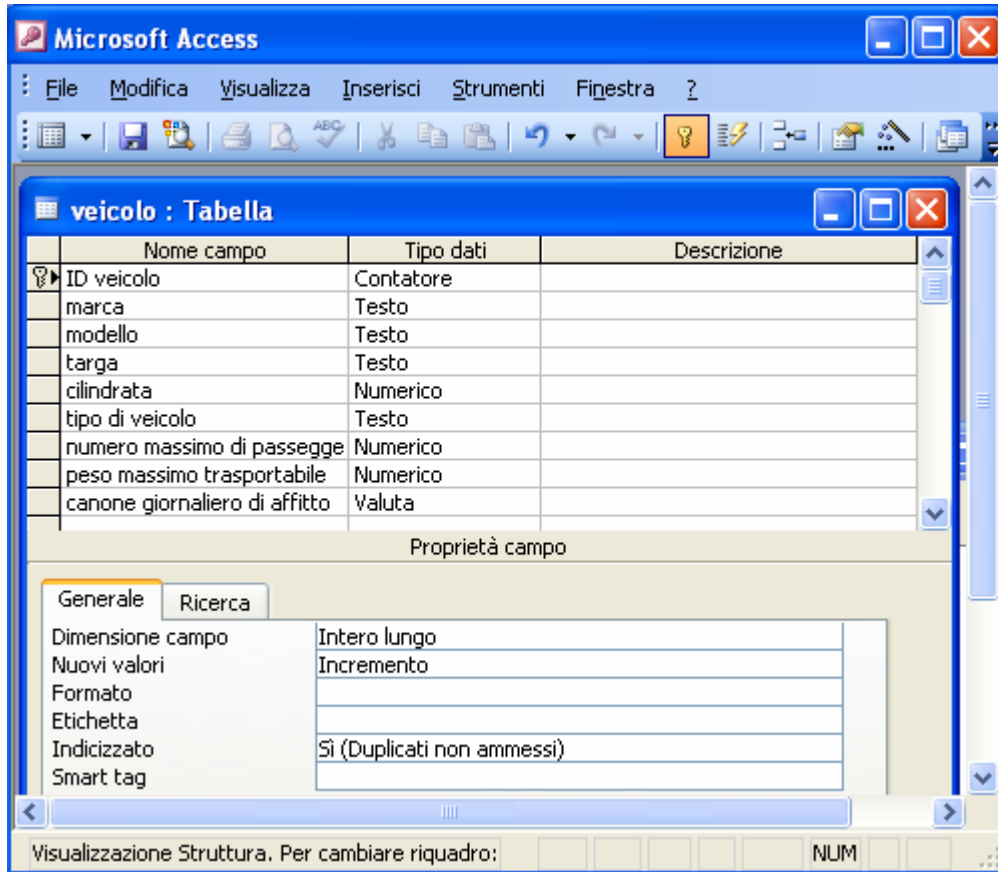 Microsoft Access
File Modifica Visualizza Inserisci Strumenti Finestra ?
ABC
veicolo : Tabella
Nome campo Tipo dati Descrizione
ID veicolo Contatore
marca Testo
modello Testo
targa Testo
cilindrata Numerico
tipo di veicolo Testo
numero massimo di passegge Numerico
peso massimo trasportabile Numerico
canone giornaliero di affitto Valuta
Proprietà campo
Generale Ricerca
Dimensione campo Intero lungo
Nuovi valori Incremento
Formato
Etichetta
Indicizzato Sì (Duplicati non ammessi)
Smart tag
Visualizzazione Struttura. Per cambiare riquadro: NUM